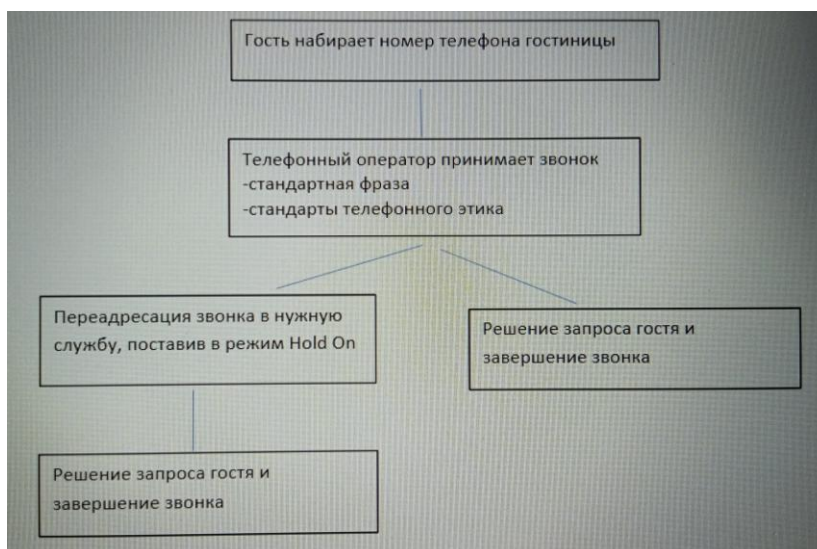 Гость набирает номер телефона гостиницы
Телефонный оператор принимает звонок
-стандартная фраза
-стандарты телефонного этика
Переадресация звонка в нужную
службу, поставив в режим Hold On
Решение запроса гостя и
завершение звонка
Решение запроса гостя и
завершение звонка